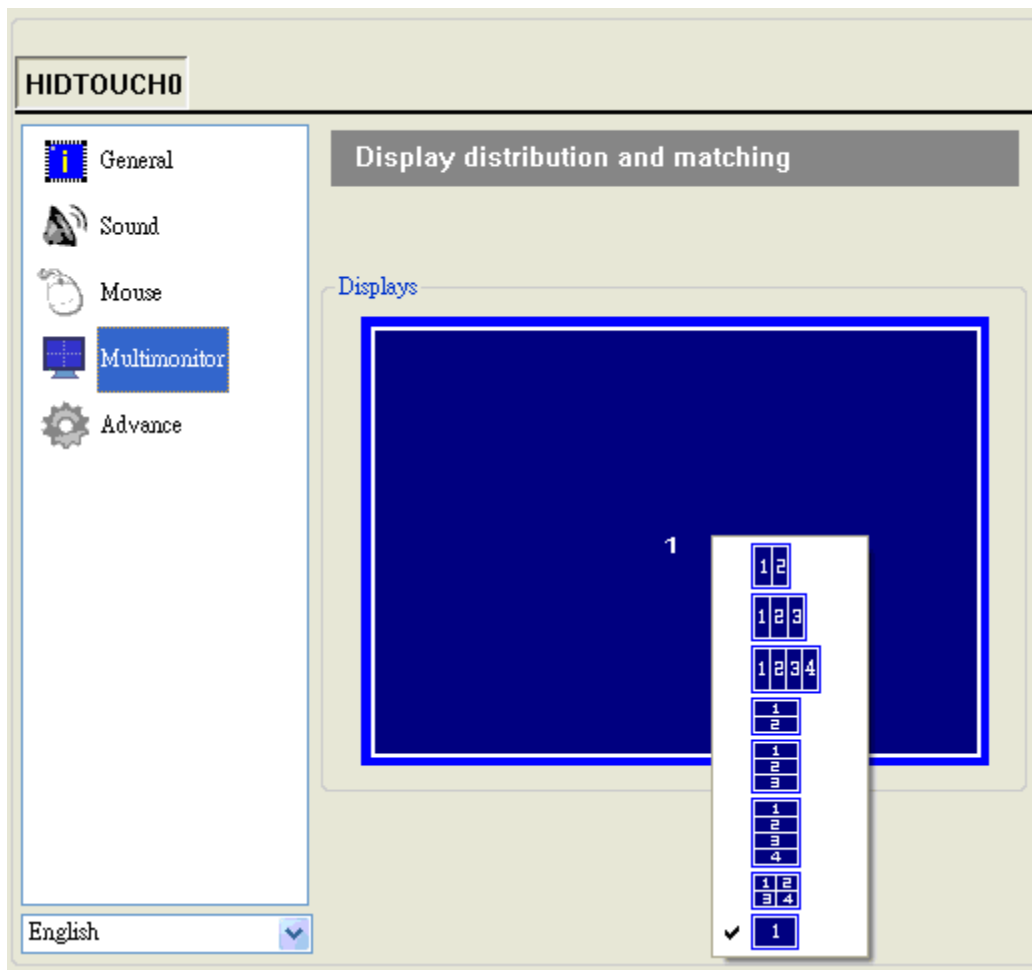 HIDTOUCH0
General
Sound
Mouse
Multimonitor
Advance
English
Display distribution and matching
Displays
1
1 2
1 2 3
1 2 3 4
1
2
1
2
3
1
2
3
4
1 2
3 4
1